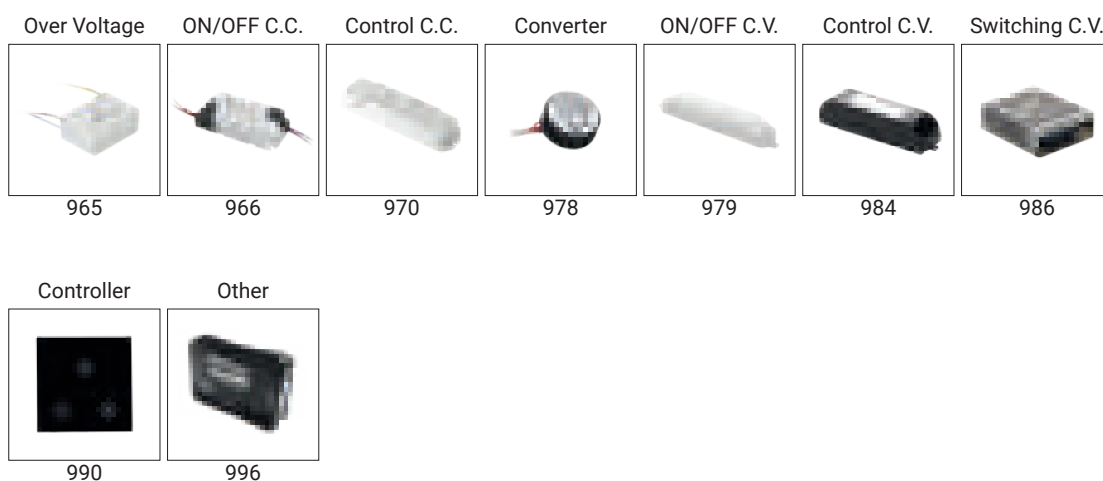 Over Voltage ON/OFF C.C. Control C.C. Converter ON/OFF C.V. Control C.V. Switching C.V.
965 966 970 978 979 984 986
Controller Other
990 996